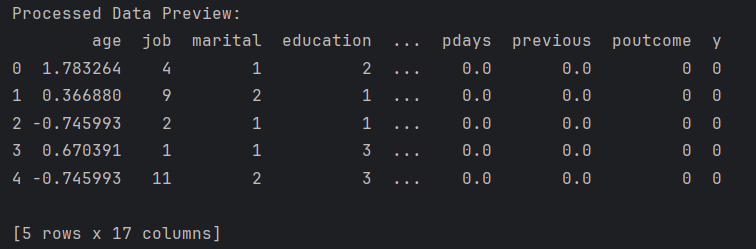 Processed Data Preview:
        age  job  marital  education  ...  pdays  previous  poutcome  y
0  1.783264    4        1          2  ...    0.0       0.0         0  0
1  0.366880    9        2          1  ...    0.0       0.0         0  0
2 -0.745993    2        1          1  ...    0.0       0.0         0  0
3  0.670391    1        1          3  ...    0.0       0.0         0  0
4 -0.745993   11        2          3  ...    0.0       0.0         0  0
[5 rows x 17 columns]